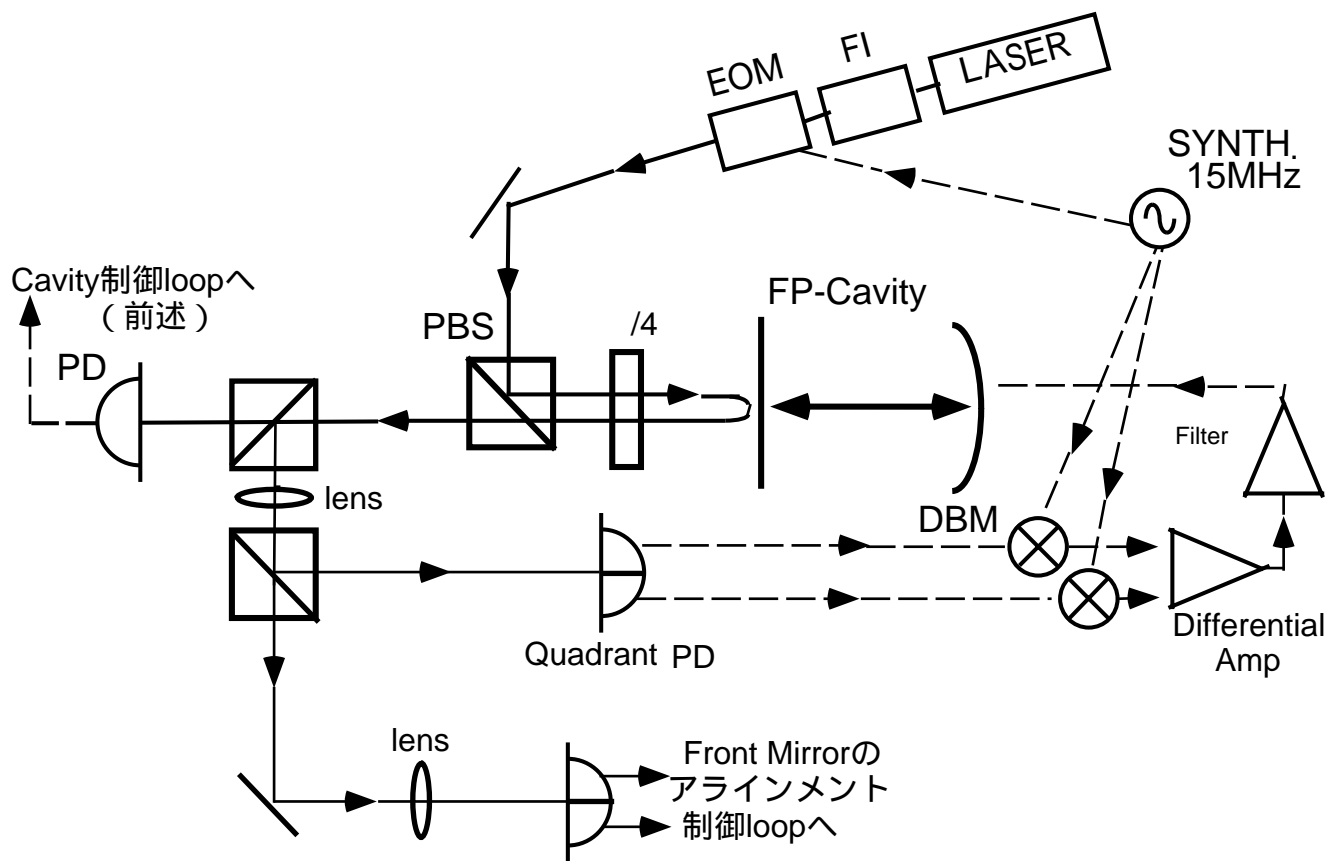 LASER
FI
EOM
SYNTH.
15MHz
Cavity制御loopへ
(前述)
PD
PBS
/4
FP-Cavity
Filter
lens
DBM
Quadrant PD
Differential
Amp
lens
Front Mirrorの
アラインメント
制御loopへ